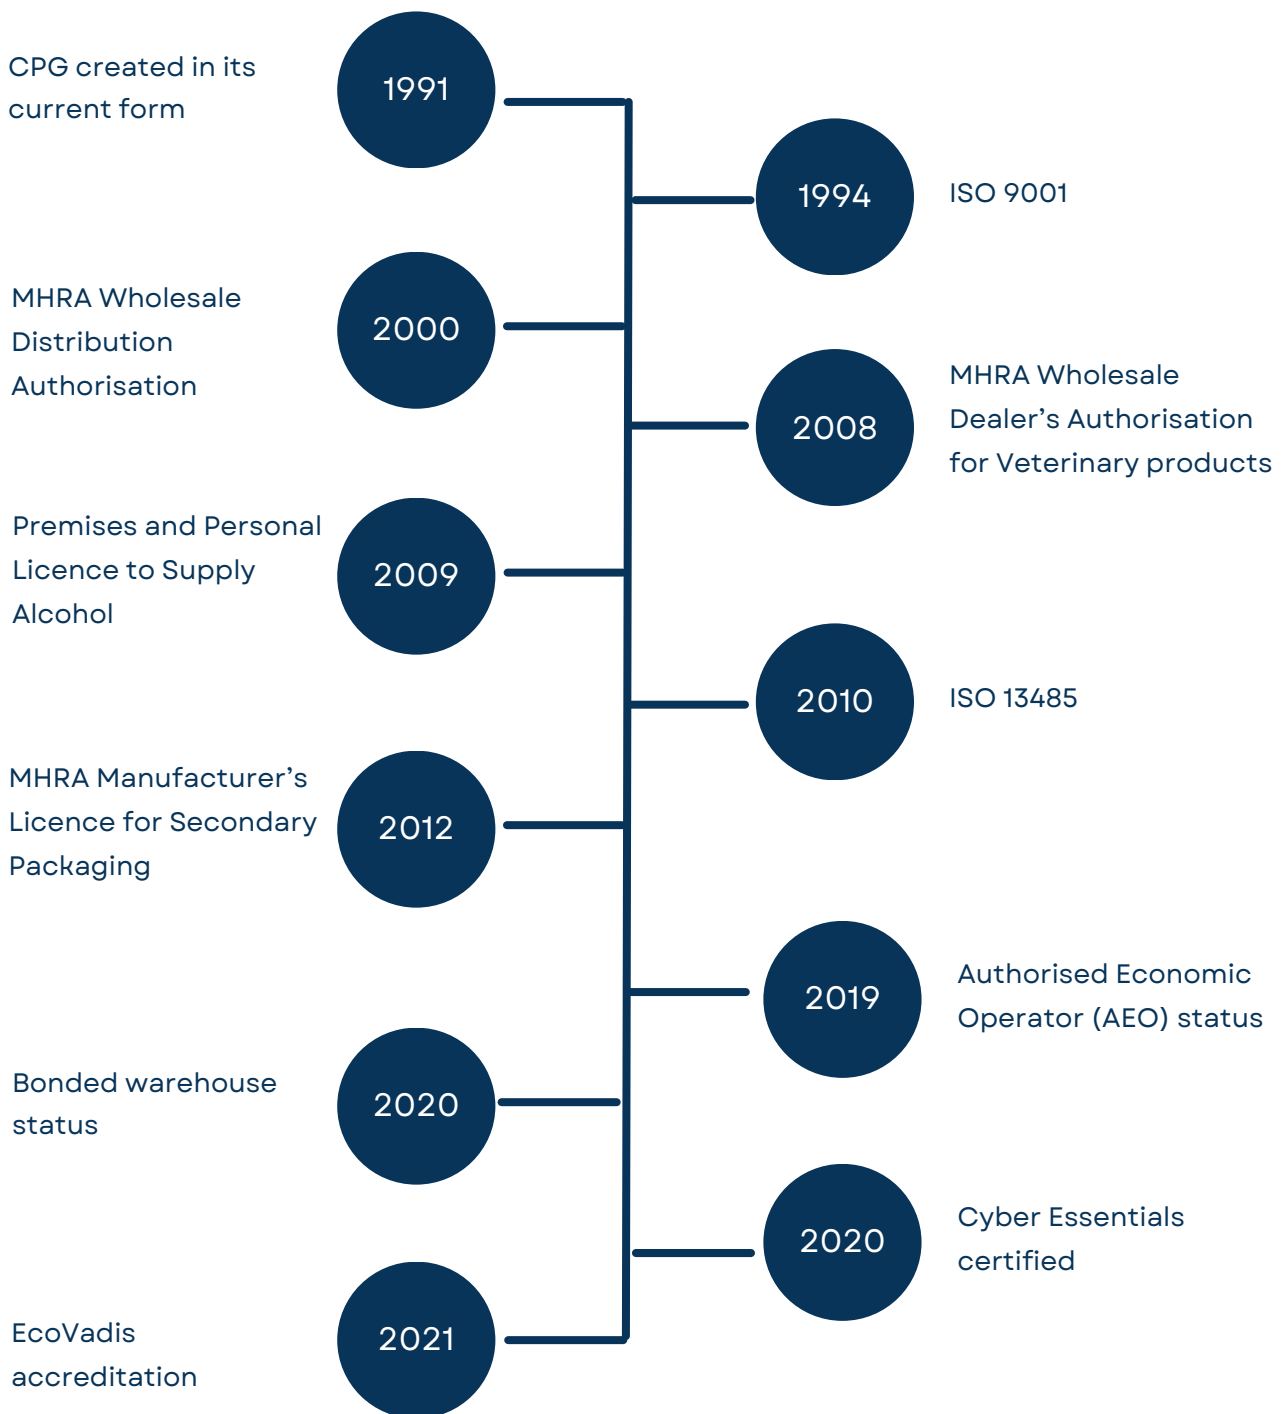 CPG created in its
current form
1991
1994
ISO 9001
MHRA Wholesale
Distribution
Authorisation
2000
2008
MHRA Wholesale
Dealer’s Authorisation
for Veterinary products
Premises and Personal
Licence to Supply
Alcohol
2009
2010
ISO 13485
MHRA Manufacturer’s
Licence for Secondary
Packaging
2012
2019
Authorised Economic
Operator (AEO) status
Bonded warehouse
status
2020
2020
Cyber Essentials
certified
EcoVadis
accreditation
2021